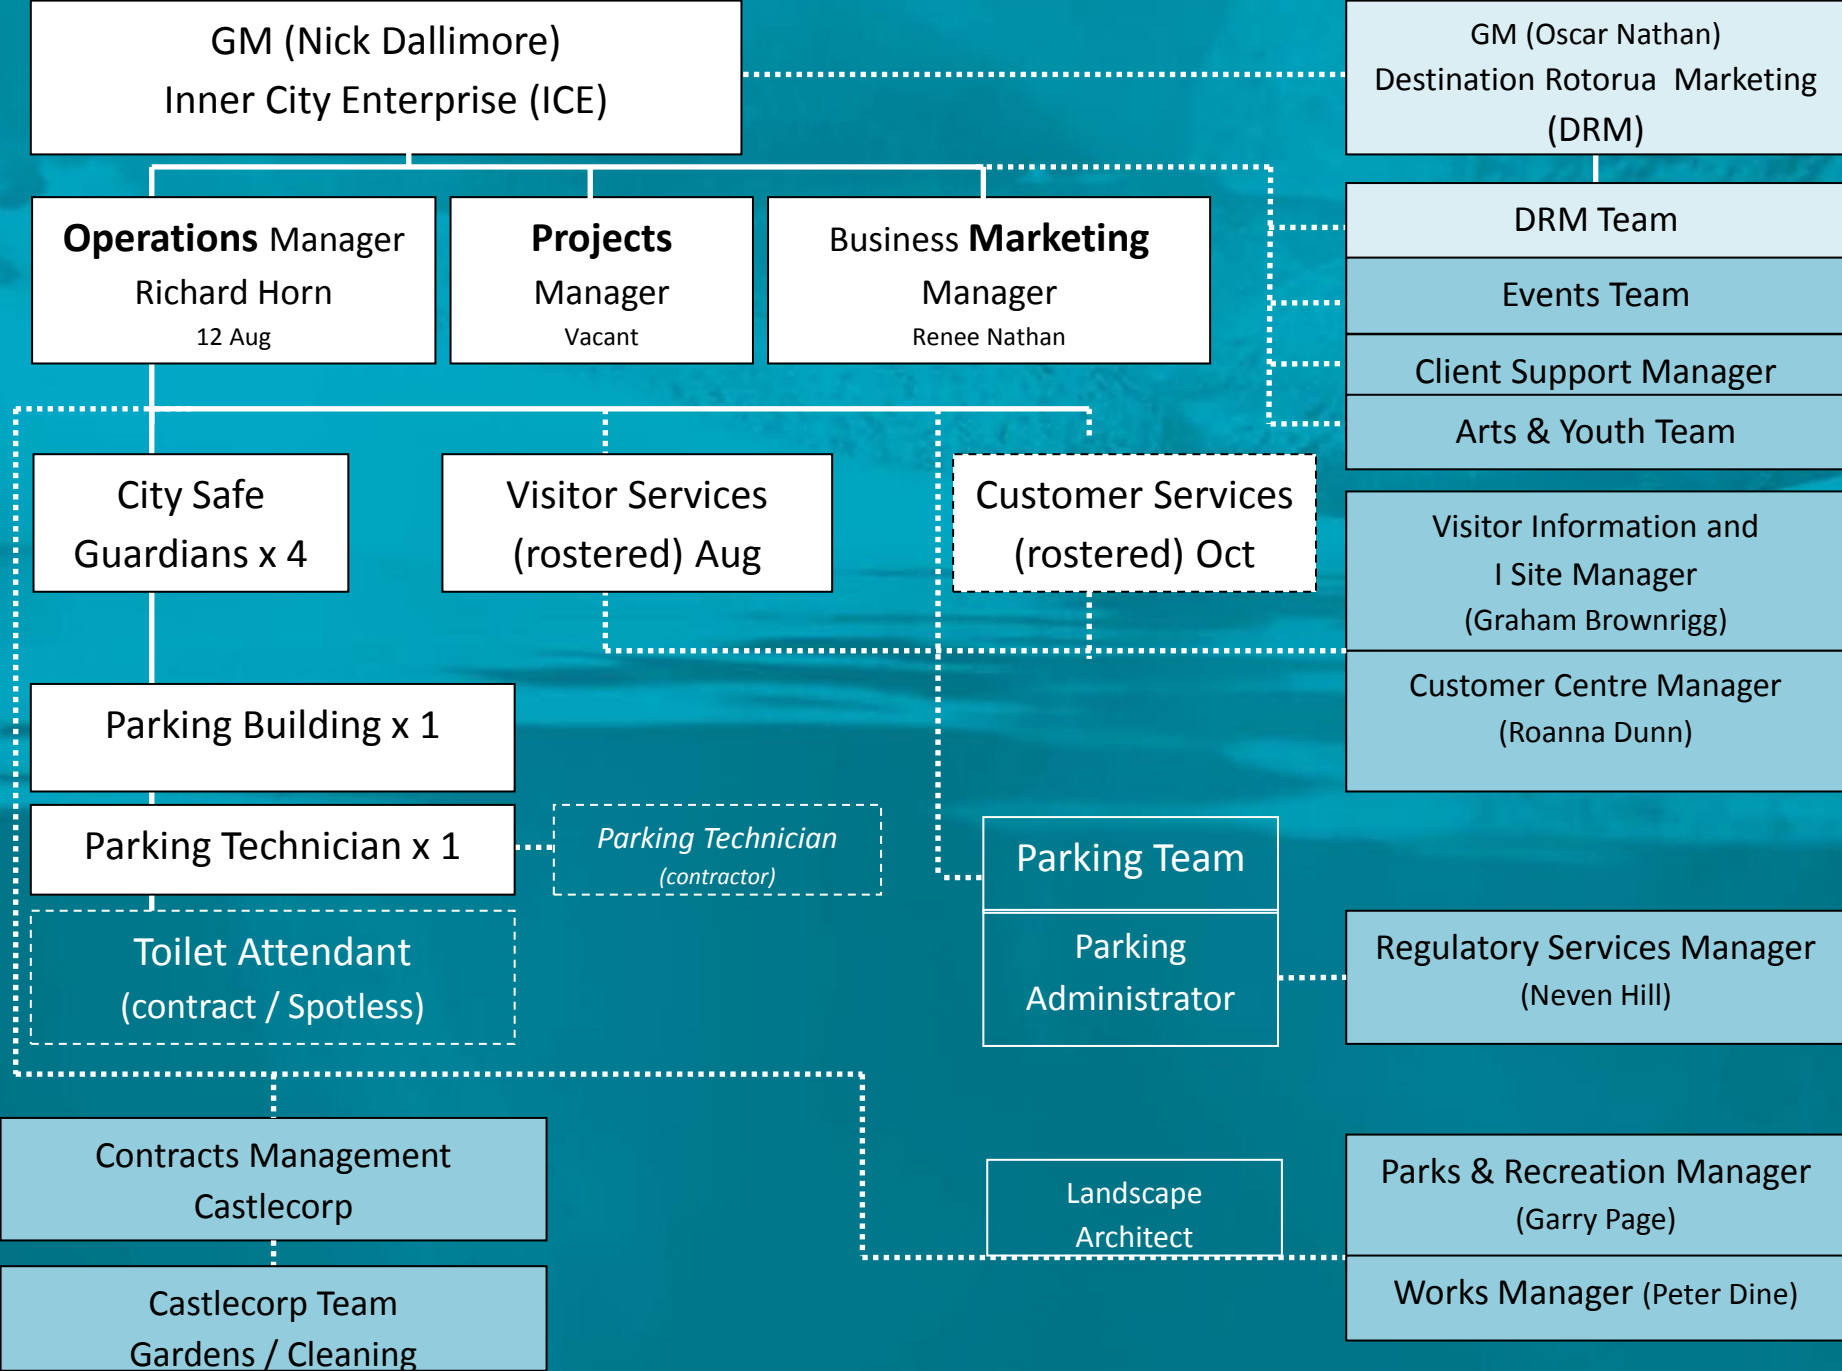 GM (Nick Dallimore)
Inner City Enterprise (ICE)
GM (Oscar Nathan)
Destination Rotorua Marketing
(DRM)
Operations Manager
Richard Horn
12 Aug
Projects
Manager
Vacant
Business Marketing
Manager
Renee Nathan
DRM Team
Events Team
Client Support Manager
Arts & Youth Team
City Safe
Guardians x 4
Visitor Services
(rostered) Aug
Customer Services
(rostered) Oct
Visitor Information and
I Site Manager
(Graham Brownrigg)
Customer Centre Manager
(Roanna Dunn)
Parking Building x 1
Parking Technician x 1
Parking Technician
(contractor)
Parking Team
Parking
Administrator
Regulatory Services Manager
(Neven Hill)
Toilet Attendant
(contract / Spotless)
Contracts Management
Castlecorp
Landscape
Architect
Parks & Recreation Manager
(Garry Page)
Works Manager (Peter Dine)
Castlecorp Team
Gardens / Cleaning